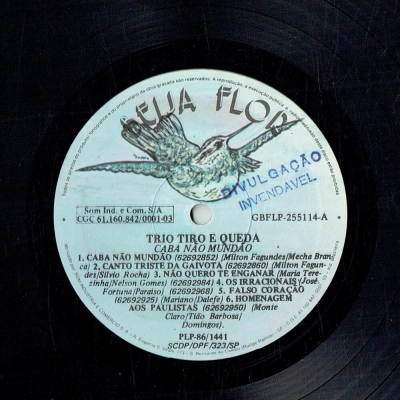 BEIJA FLOR
DIVULGAÇÃO
INVENDAVEL
Som Ind. e Com. S/A
CGC 61.160.842/0001-03
GBFLP-255114-A
TRIO TIRO E QUEDA
CABA NÃO MUNDÃO
1. CABA NÃO MUNDÃO (62692852) (Milton Fagundes/Mecha Bran
ca) 2. CANTO TRISTE DA GAIVOTA (62692860) (Milton Fagun-
des/Silvio Rocha) 3. NÃO QUERO TE ENGANAR (Maria Tere-
zinha/Nelson Gomes) (62692984) 4. OS IRRACIONAIS (José
Fortuna/Paraíso) (62692968) 5. FALSO CORAÇÃO
(62692925) (Mariano/Dalefe) 6. HOMENAGEM
AOS PAULISTAS (62692950) (Monte
Claro/Tião Barbosa/
Domingos).
PLP-86/1441
SCDP/DPF/323/SP